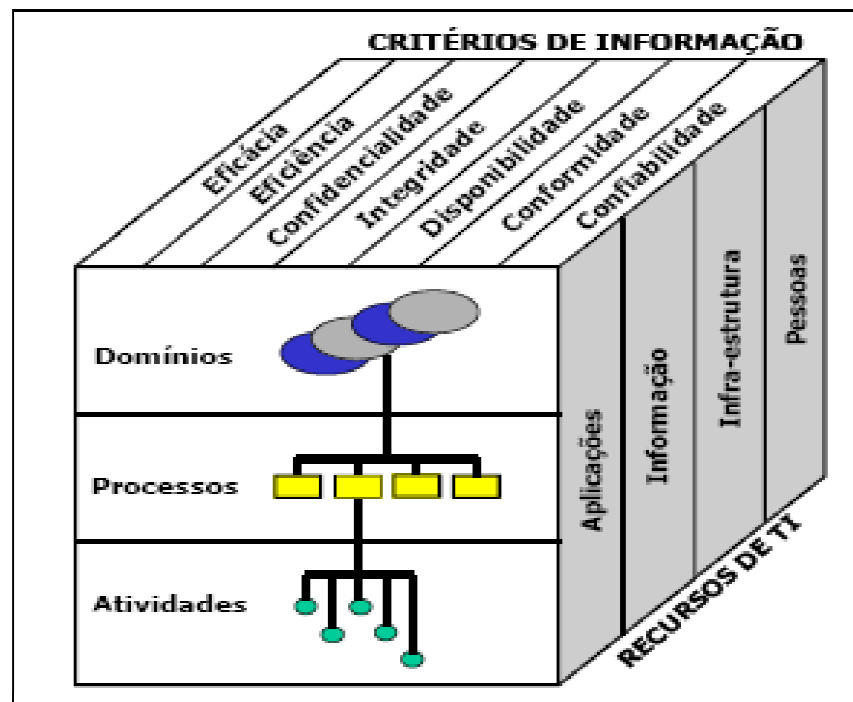 CRITÉRIOS DE INFORMAÇÃO
Eficácia
Eficiência
Confidencialidade
Integridade
Disponibilidade
Conformidade
Confiabilidade
Domínios
Processos
Atividades
Aplicações
Informação
Infra-estrutura
Pessoas
RECURSOS DE TI